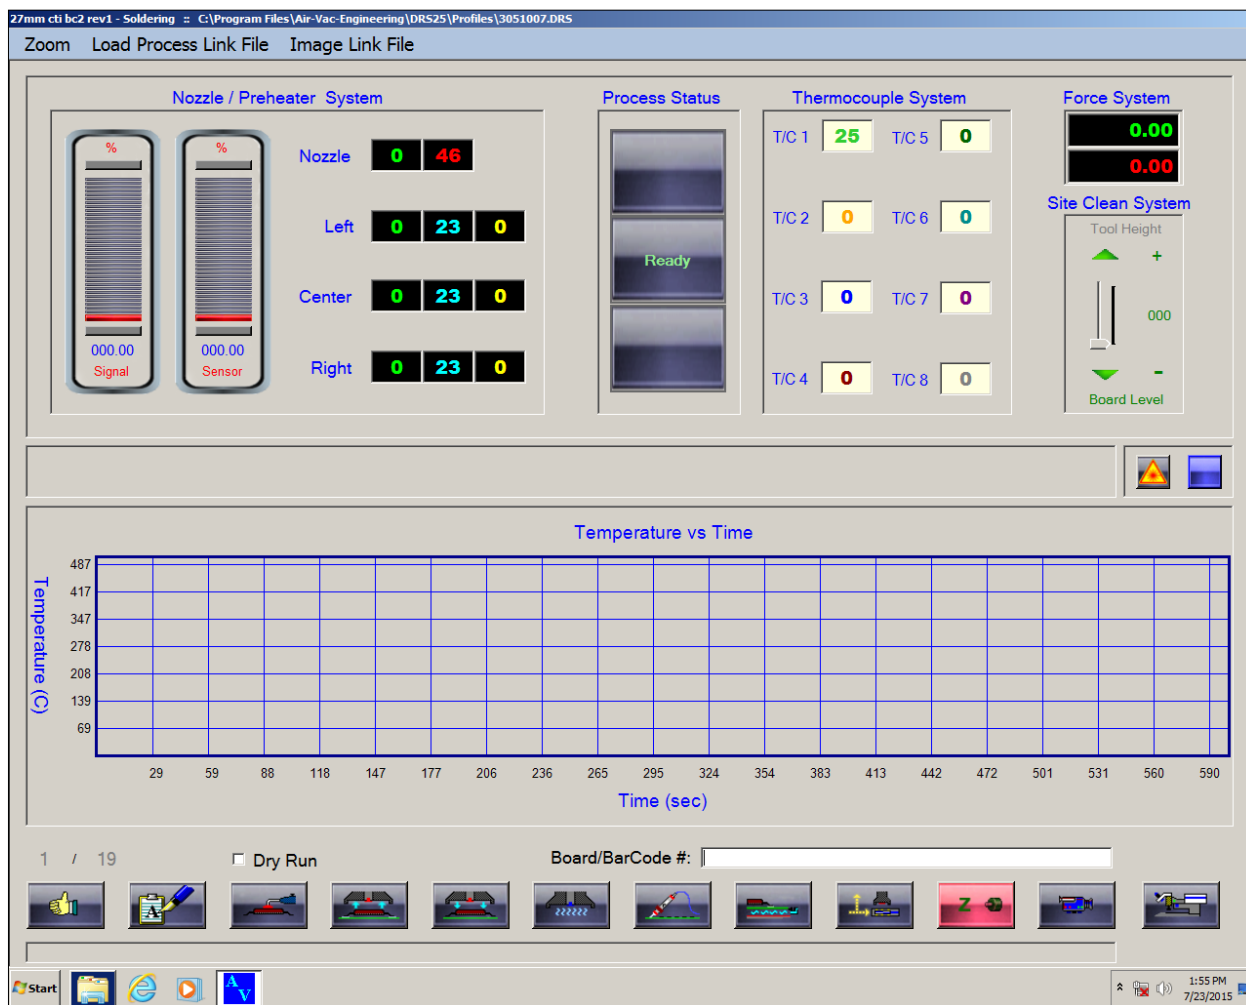 27mm cti bc2 rev1 - Soldering :: C:\Program Files\Air-Vac-Engineering\DRS25\Profiles\3051007.DRS
Zoom Load Process Link File Image Link File
Nozzle / Preheater System
%
000.00
Signal
%
000.00
Sensor
Nozzle 0 46
Left 0 23 0
Center 0 23 0
Right 0 23 0
Process Status
Ready
Thermocouple System
T/C 1 25 T/C 5 0
T/C 2 0 T/C 6 0
T/C 3 0 T/C 7 0
T/C 4 0 T/C 8 0
Force System
0.00
0.00
Site Clean System
Tool Height
+
000
-
Board Level
Temperature vs Time
Temperature (C)
487
417
347
278
208
139
69
29 59 88 118 147 177 206 236 265 295 324 354 383 413 442 472 501 531 560 590
Time (sec)
1 / 19 Dry Run Board/BarCode #:
A Z
Start A V 1:55 PM
7/23/2015